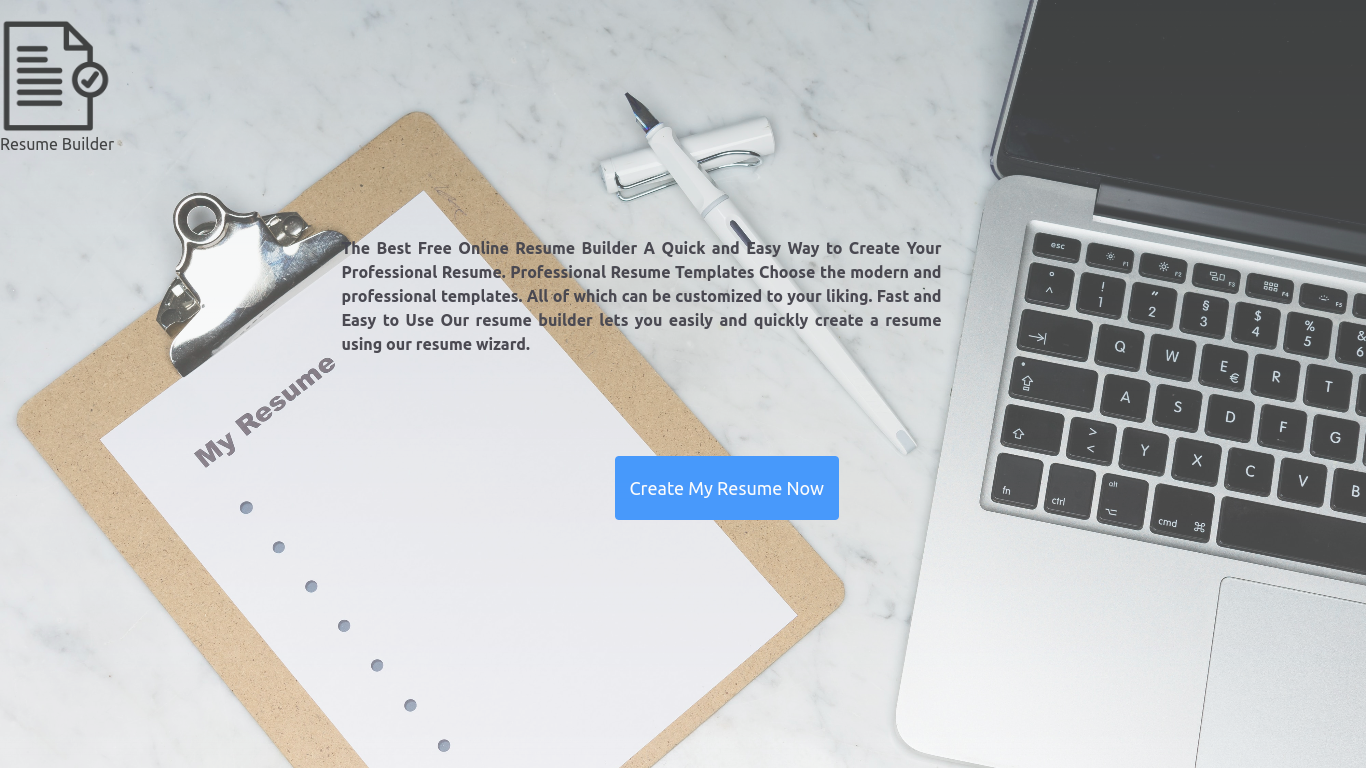 Resume Builder
The Best Free Online Resume Builder A Quick and Easy Way to Create Your
Professional Resume. Professional Resume Templates Choose the modern and
professional templates. All of which can be customized to your liking. Fast and
Easy to Use Our resume builder lets you easily and quickly create a resume
using our resume wizard.
My Resume
Create My Resume Now
esc F1 F2 F3 F4 F5
! 1 " 2 § 3 $ 4 % 5 & 6
Q W E € R T
A S D F G
> < Y X C V B
fn ctrl alt cmd ⌘